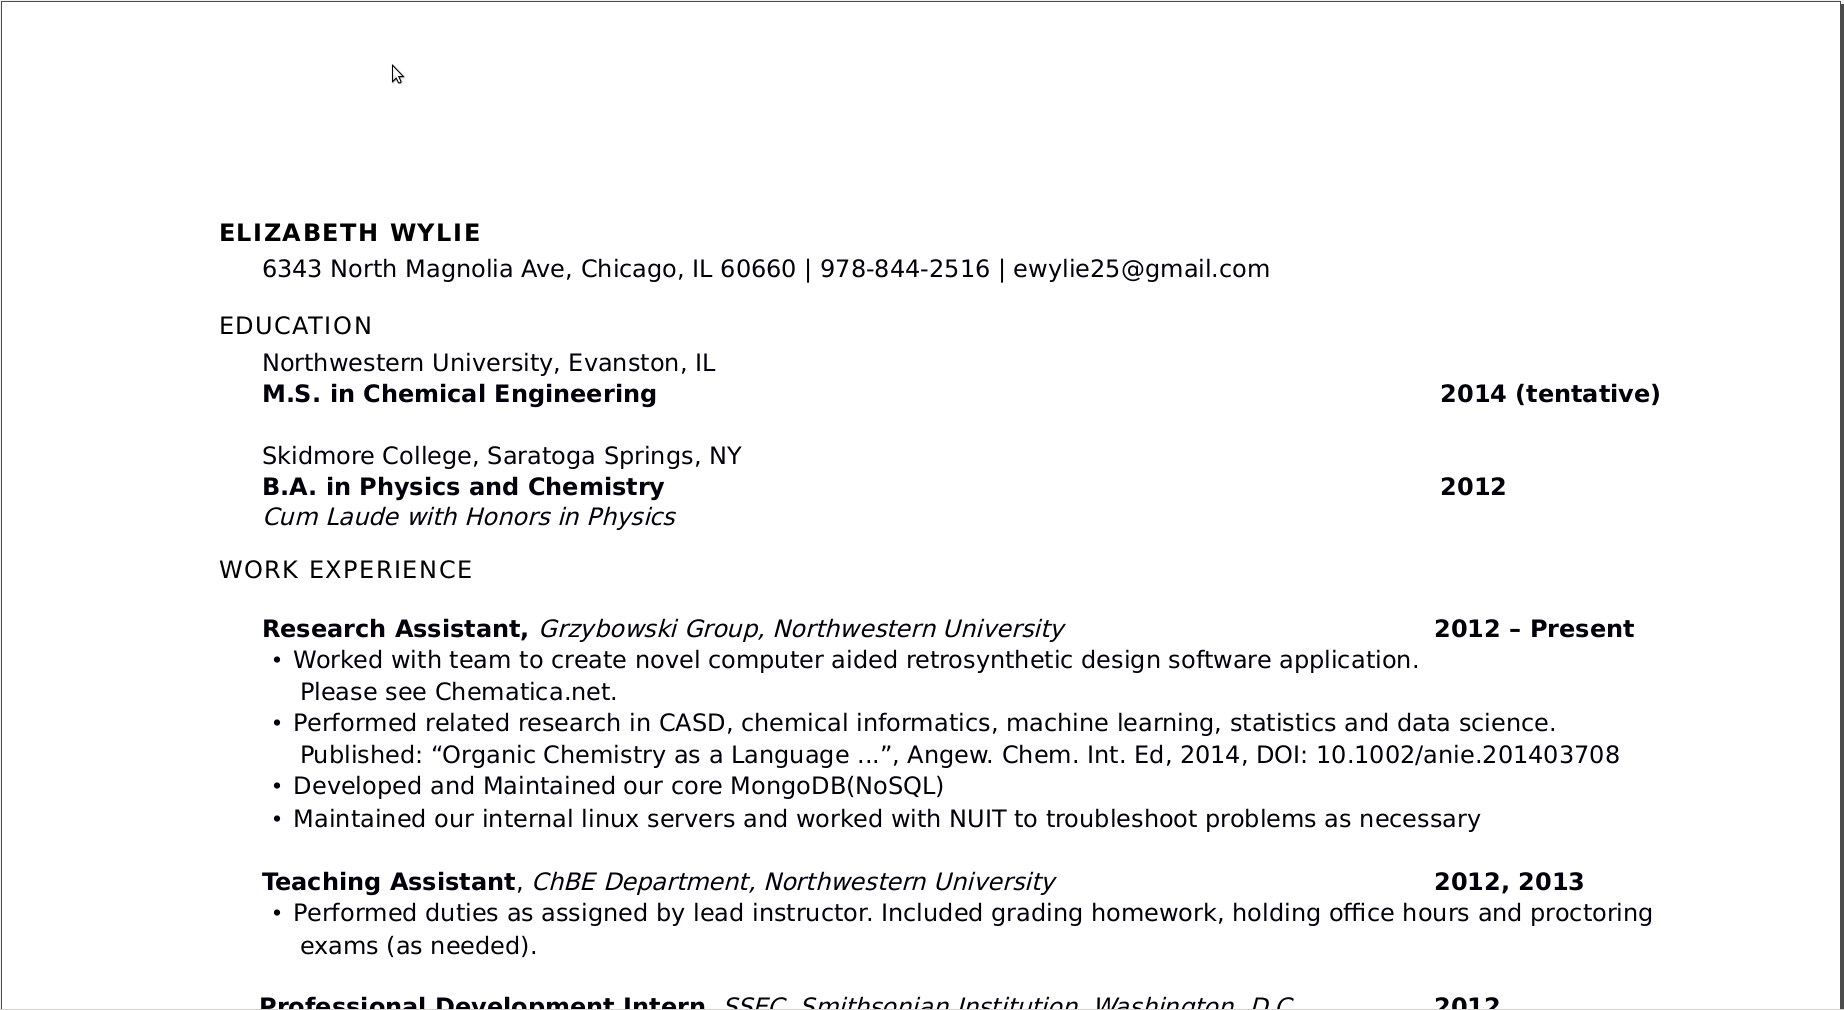 ELIZABETH WYLIE
6343 North Magnolia Ave, Chicago, IL 60660 | 978-844-2516 | ewylie25@gmail.com
EDUCATION
Northwestern University, Evanston, IL
M.S. in Chemical Engineering 2014 (tentative)
Skidmore College, Saratoga Springs, NY
B.A. in Physics and Chemistry 2012
Cum Laude with Honors in Physics
WORK EXPERIENCE
Research Assistant, Grzybowski Group, Northwestern University 2012 – Present
• Worked with team to create novel computer aided retrosynthetic design software application.
Please see Chematica.net.
• Performed related research in CASD, chemical informatics, machine learning, statistics and data science.
Published: “Organic Chemistry as a Language ...”, Angew. Chem. Int. Ed, 2014, DOI: 10.1002/anie.201403708
• Developed and Maintained our core MongoDB(NoSQL)
• Maintained our internal linux servers and worked with NUIT to troubleshoot problems as necessary
Teaching Assistant, ChBE Department, Northwestern University 2012, 2013
• Performed duties as assigned by lead instructor. Included grading homework, holding office hours and proctoring
exams (as needed).
Professional Development Intern, SSEC, Smithsonian Institution, Washington, D.C. 2012